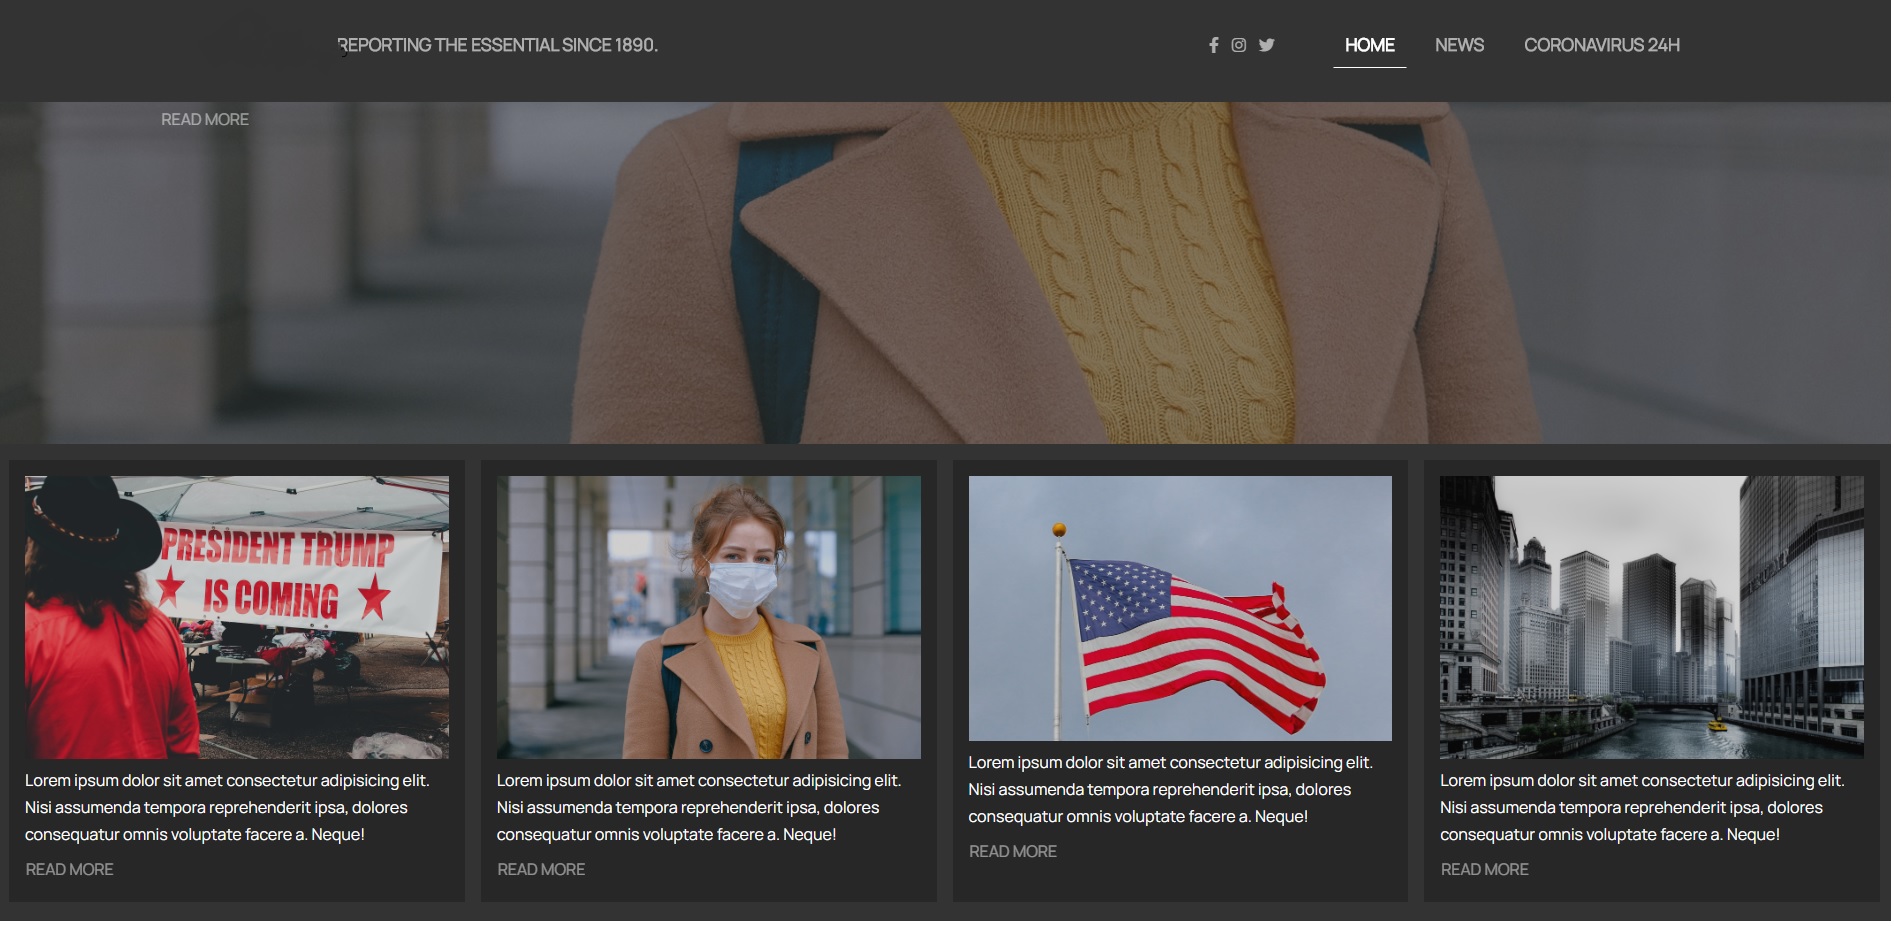 REPORTING THE ESSENTIAL SINCE 1890.
HOME NEWS CORONAVIRUS 24H
READ MORE
PRESIDENT TRUMP
IS COMING
Lorem ipsum dolor sit amet consectetur adipisicing elit.
Nisi assumenda tempora reprehenderit ipsa, dolores
consequatur omnis voluptate facere a. Neque!
READ MORE
Lorem ipsum dolor sit amet consectetur adipisicing elit.
Nisi assumenda tempora reprehenderit ipsa, dolores
consequatur omnis voluptate facere a. Neque!
READ MORE
Lorem ipsum dolor sit amet consectetur adipisicing elit.
Nisi assumenda tempora reprehenderit ipsa, dolores
consequatur omnis voluptate facere a. Neque!
READ MORE
TRUMP
Lorem ipsum dolor sit amet consectetur adipisicing elit.
Nisi assumenda tempora reprehenderit ipsa, dolores
consequatur omnis voluptate facere a. Neque!
READ MORE